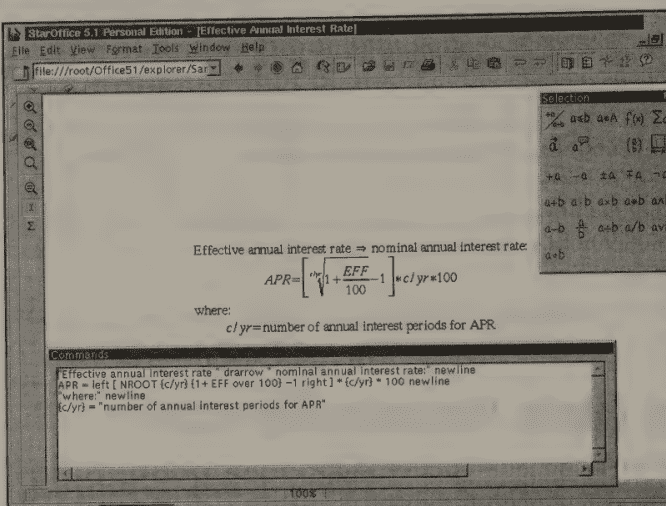 StarOffice 5.1 Personal Edition - [Effective Annual Interest Rate]
File Edit View Format Tools Window Help
file:///root/Office51/explorer/Sar
Selection
+a/a+b a≤b a∈A f(x) Σa
+a -a ±a ∓a ¬a
a+b a·b a×b a∗b a∧
a-b a/b a÷b a/b a∨
a∘b
Effective annual interest rate ⇒ nominal annual interest rate:
APR=[c/yr√1+EFF/100-1]*c/yr*100
where:
c/yr=number of annual interest periods for APR
Commands
"Effective annual interest rate " drarrow " nominal annual interest rate:" newline
APR = left [ NROOT {c/yr} {1+ EFF over 100} -1 right ] * {c/yr} * 100 newline
"where:" newline
{c/yr} = "number of annual interest periods for APR"
100%